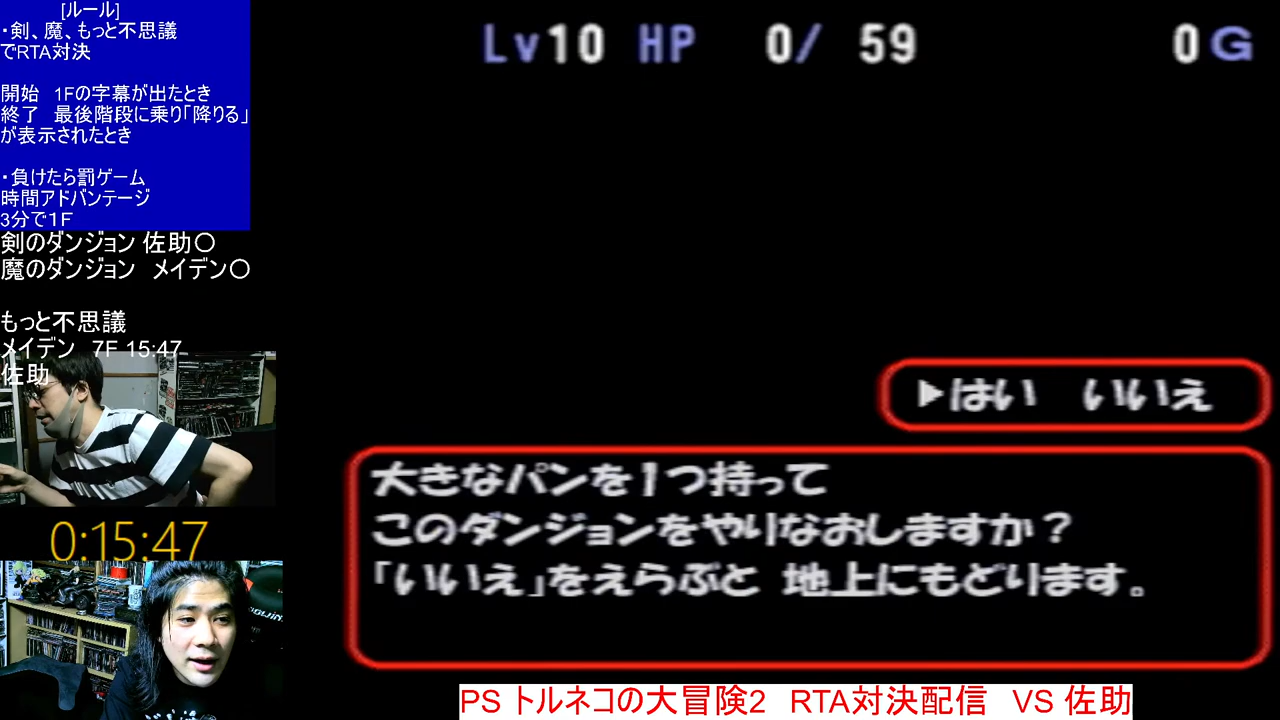 [ルール]
・剣、魔、もっと不思議
でRTA対決
開始　1Fの字幕が出たとき
終了　最後階段に乗り「降りる」
が表示されたとき
・負けたら罰ゲーム
時間アドバンテージ
3分で1F
剣のダンジョン 佐助〇
魔のダンジョン　メイデン〇
もっと不思議
メイデン　7F 15:47
佐助
0:15:47
Lv10 HP 0/ 59 0G
▶はい　いいえ
大きなパンを1つ持って
このダンジョンをやりなおしますか？
「いいえ」をえらぶと 地上にもどります。
PS トルネコの大冒険2　RTA対決配信　VS 佐助